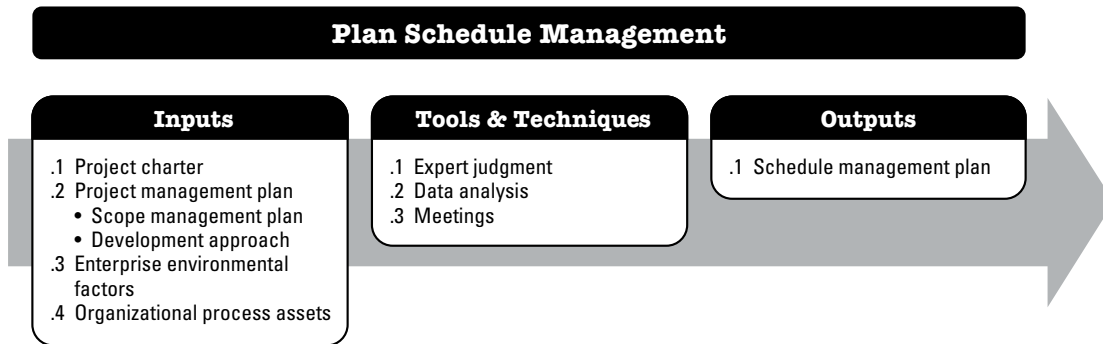 Plan Schedule Management
Inputs
.1 Project charter
.2 Project management plan
• Scope management plan
• Development approach
.3 Enterprise environmental
factors
.4 Organizational process assets
Tools & Techniques
.1 Expert judgment
.2 Data analysis
.3 Meetings
Outputs
.1 Schedule management plan